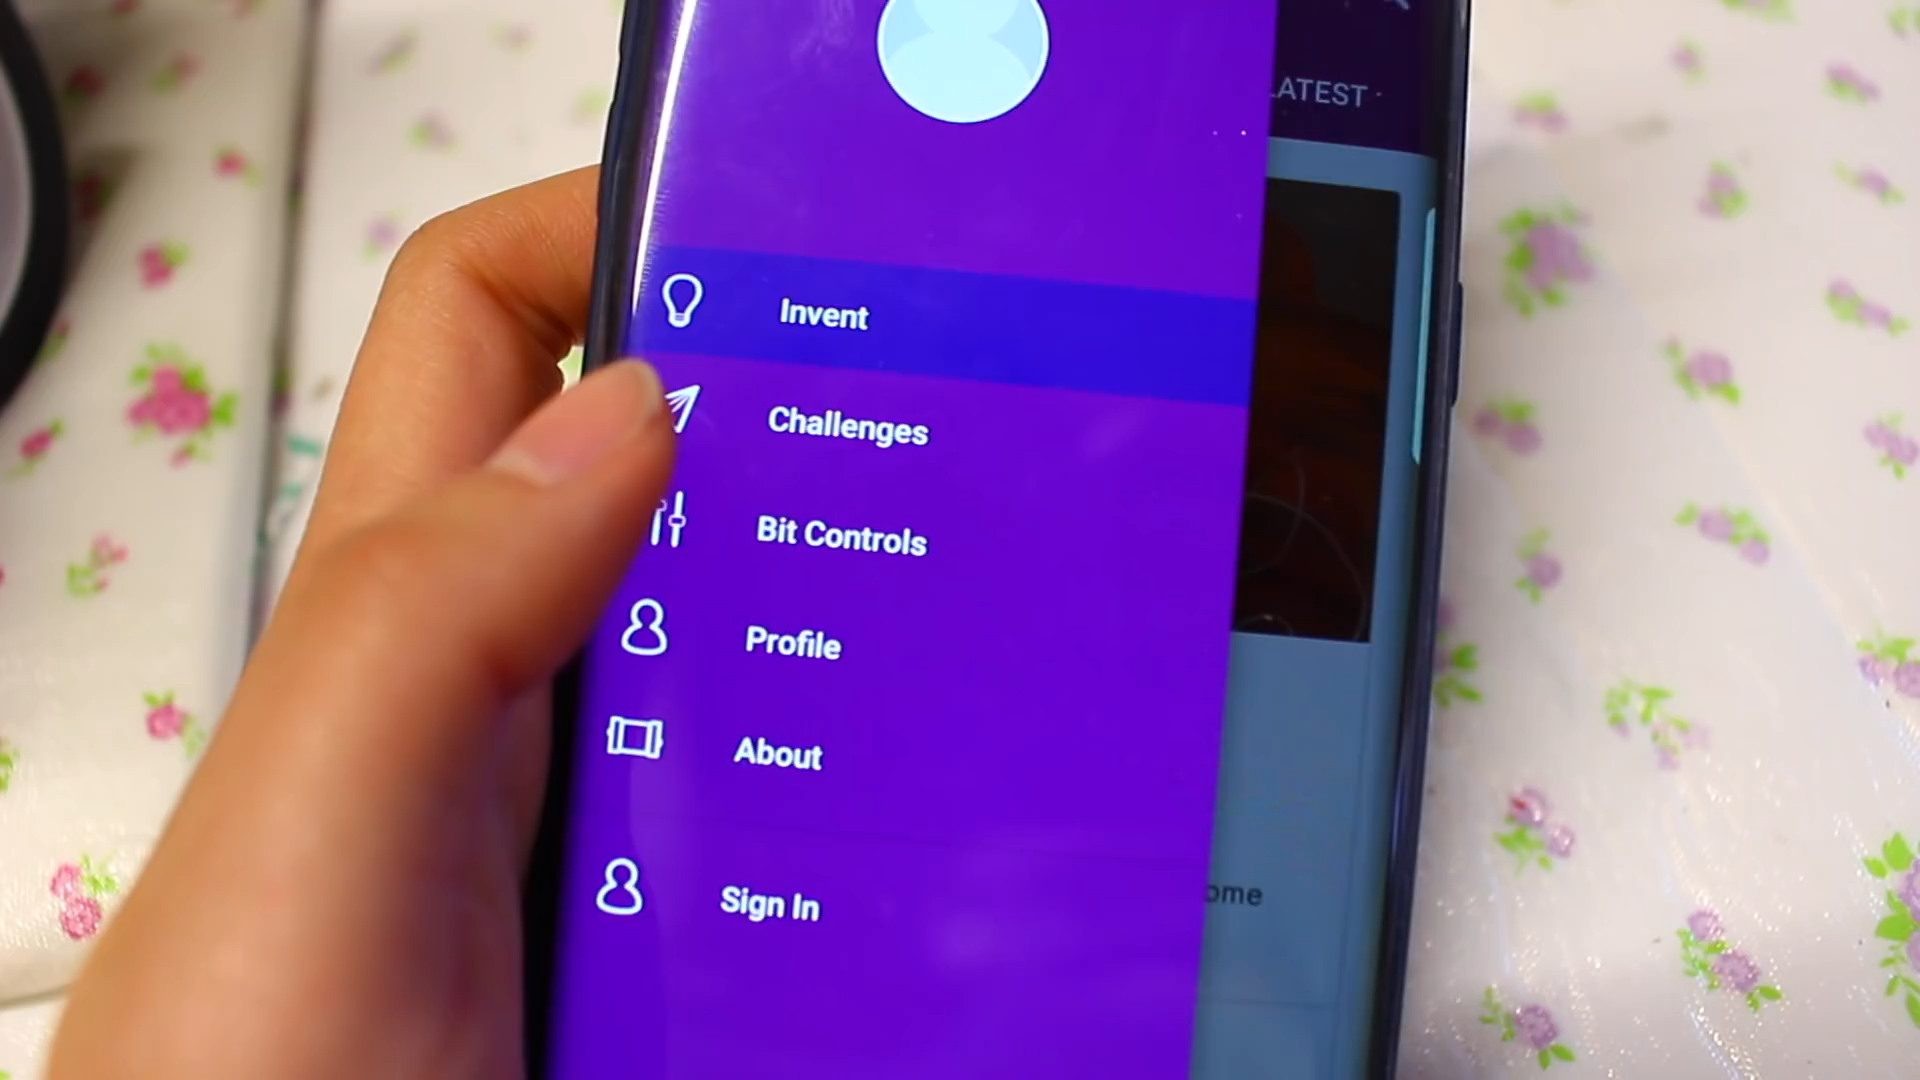 LATEST
Invent
Challenges
Bit Controls
Profile
About
Sign In